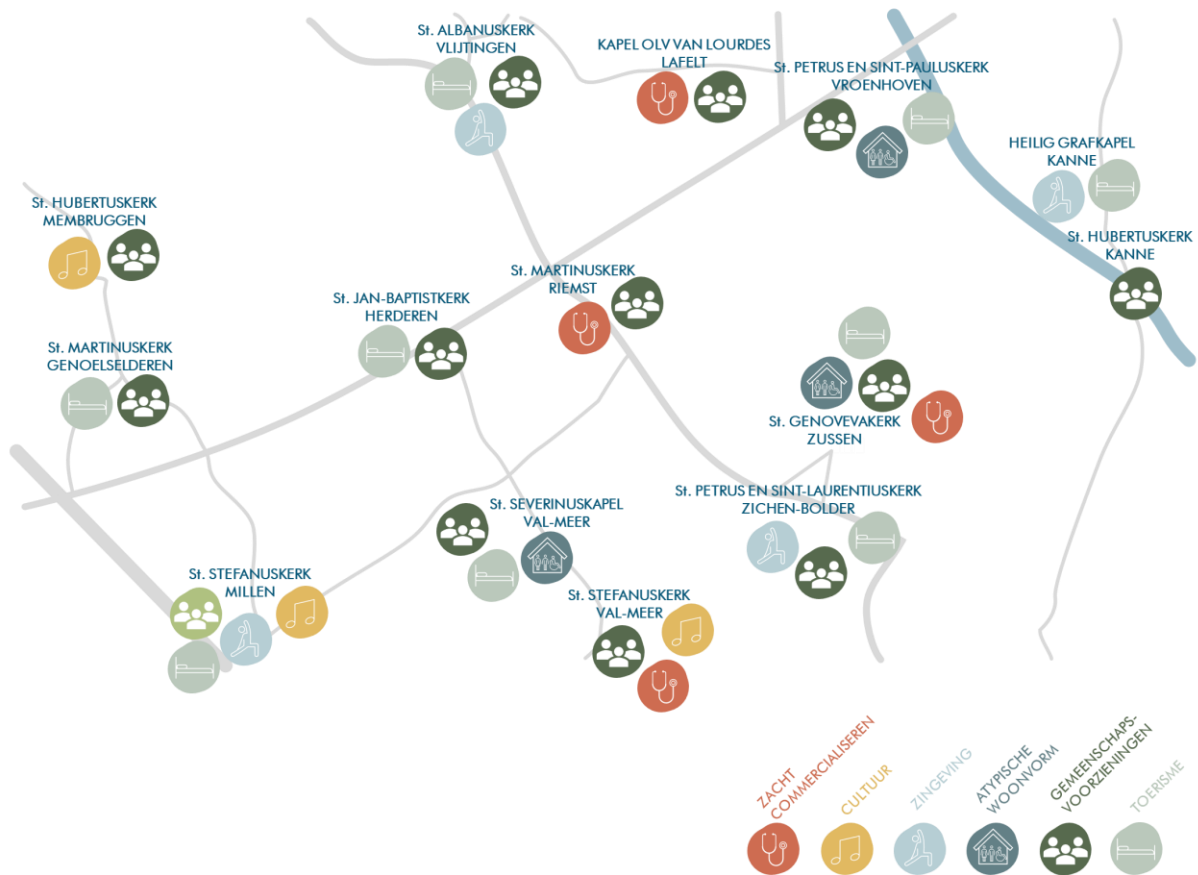 St. ALBANUSKERK
VLIJTINGEN
KAPEL OLV VAN LOURDES
LAFELT
St. PETRUS EN SINT-PAULUSKERK
VROENHOVEN
HEILIG GRAFKAPEL
KANNE
St. HUBERTUSKERK
MEMBRUGGEN
St. HUBERTUSKERK
KANNE
St. MARTINUSKERK
RIEMST
St. JAN-BAPTISTKERK
HERDEREN
St. MARTINUSKERK
GENOELSELDEREN
St. GENOVEVAKERK
ZUSSEN
St. PETRUS EN SINT-LAURENTIUSKERK
ZICHEN-BOLDER
St. SEVERINUSKAPEL
VAL-MEER
St. STEFANUSKERK
MILLEN
St. STEFANUSKERK
VAL-MEER
ZACHT
COMMERCIALISEREN
CULTUUR
ZINGEVING
ATYPISCHE
WOONVORM
GEMEENSCHAPS-
VOORZIENINGEN
TOERISME